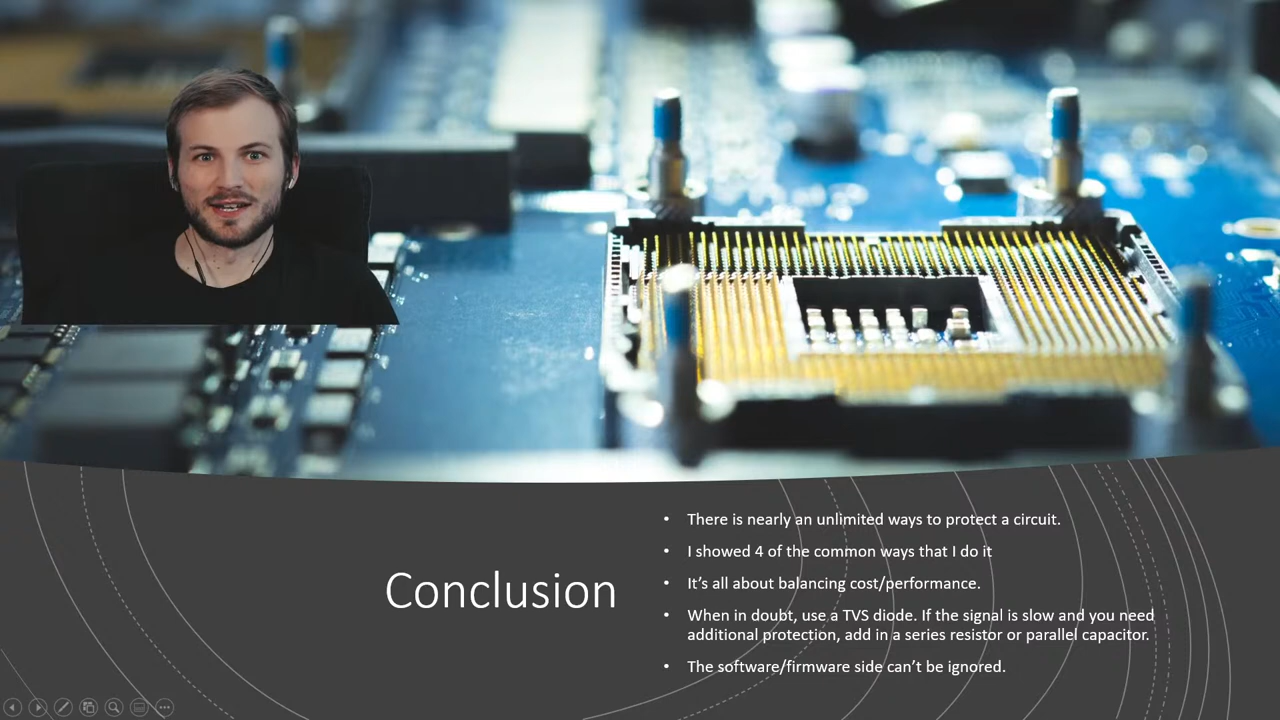 Conclusion
• There is nearly an unlimited ways to protect a circuit.
• I showed 4 of the common ways that I do it
• It's all about balancing cost/performance.
• When in doubt, use a TVS diode. If the signal is slow and you need
additional protection, add in a series resistor or parallel capacitor.
• The software/firmware side can't be ignored.